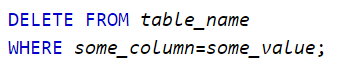 DELETE FROM table_name
WHERE some_column=some_value;